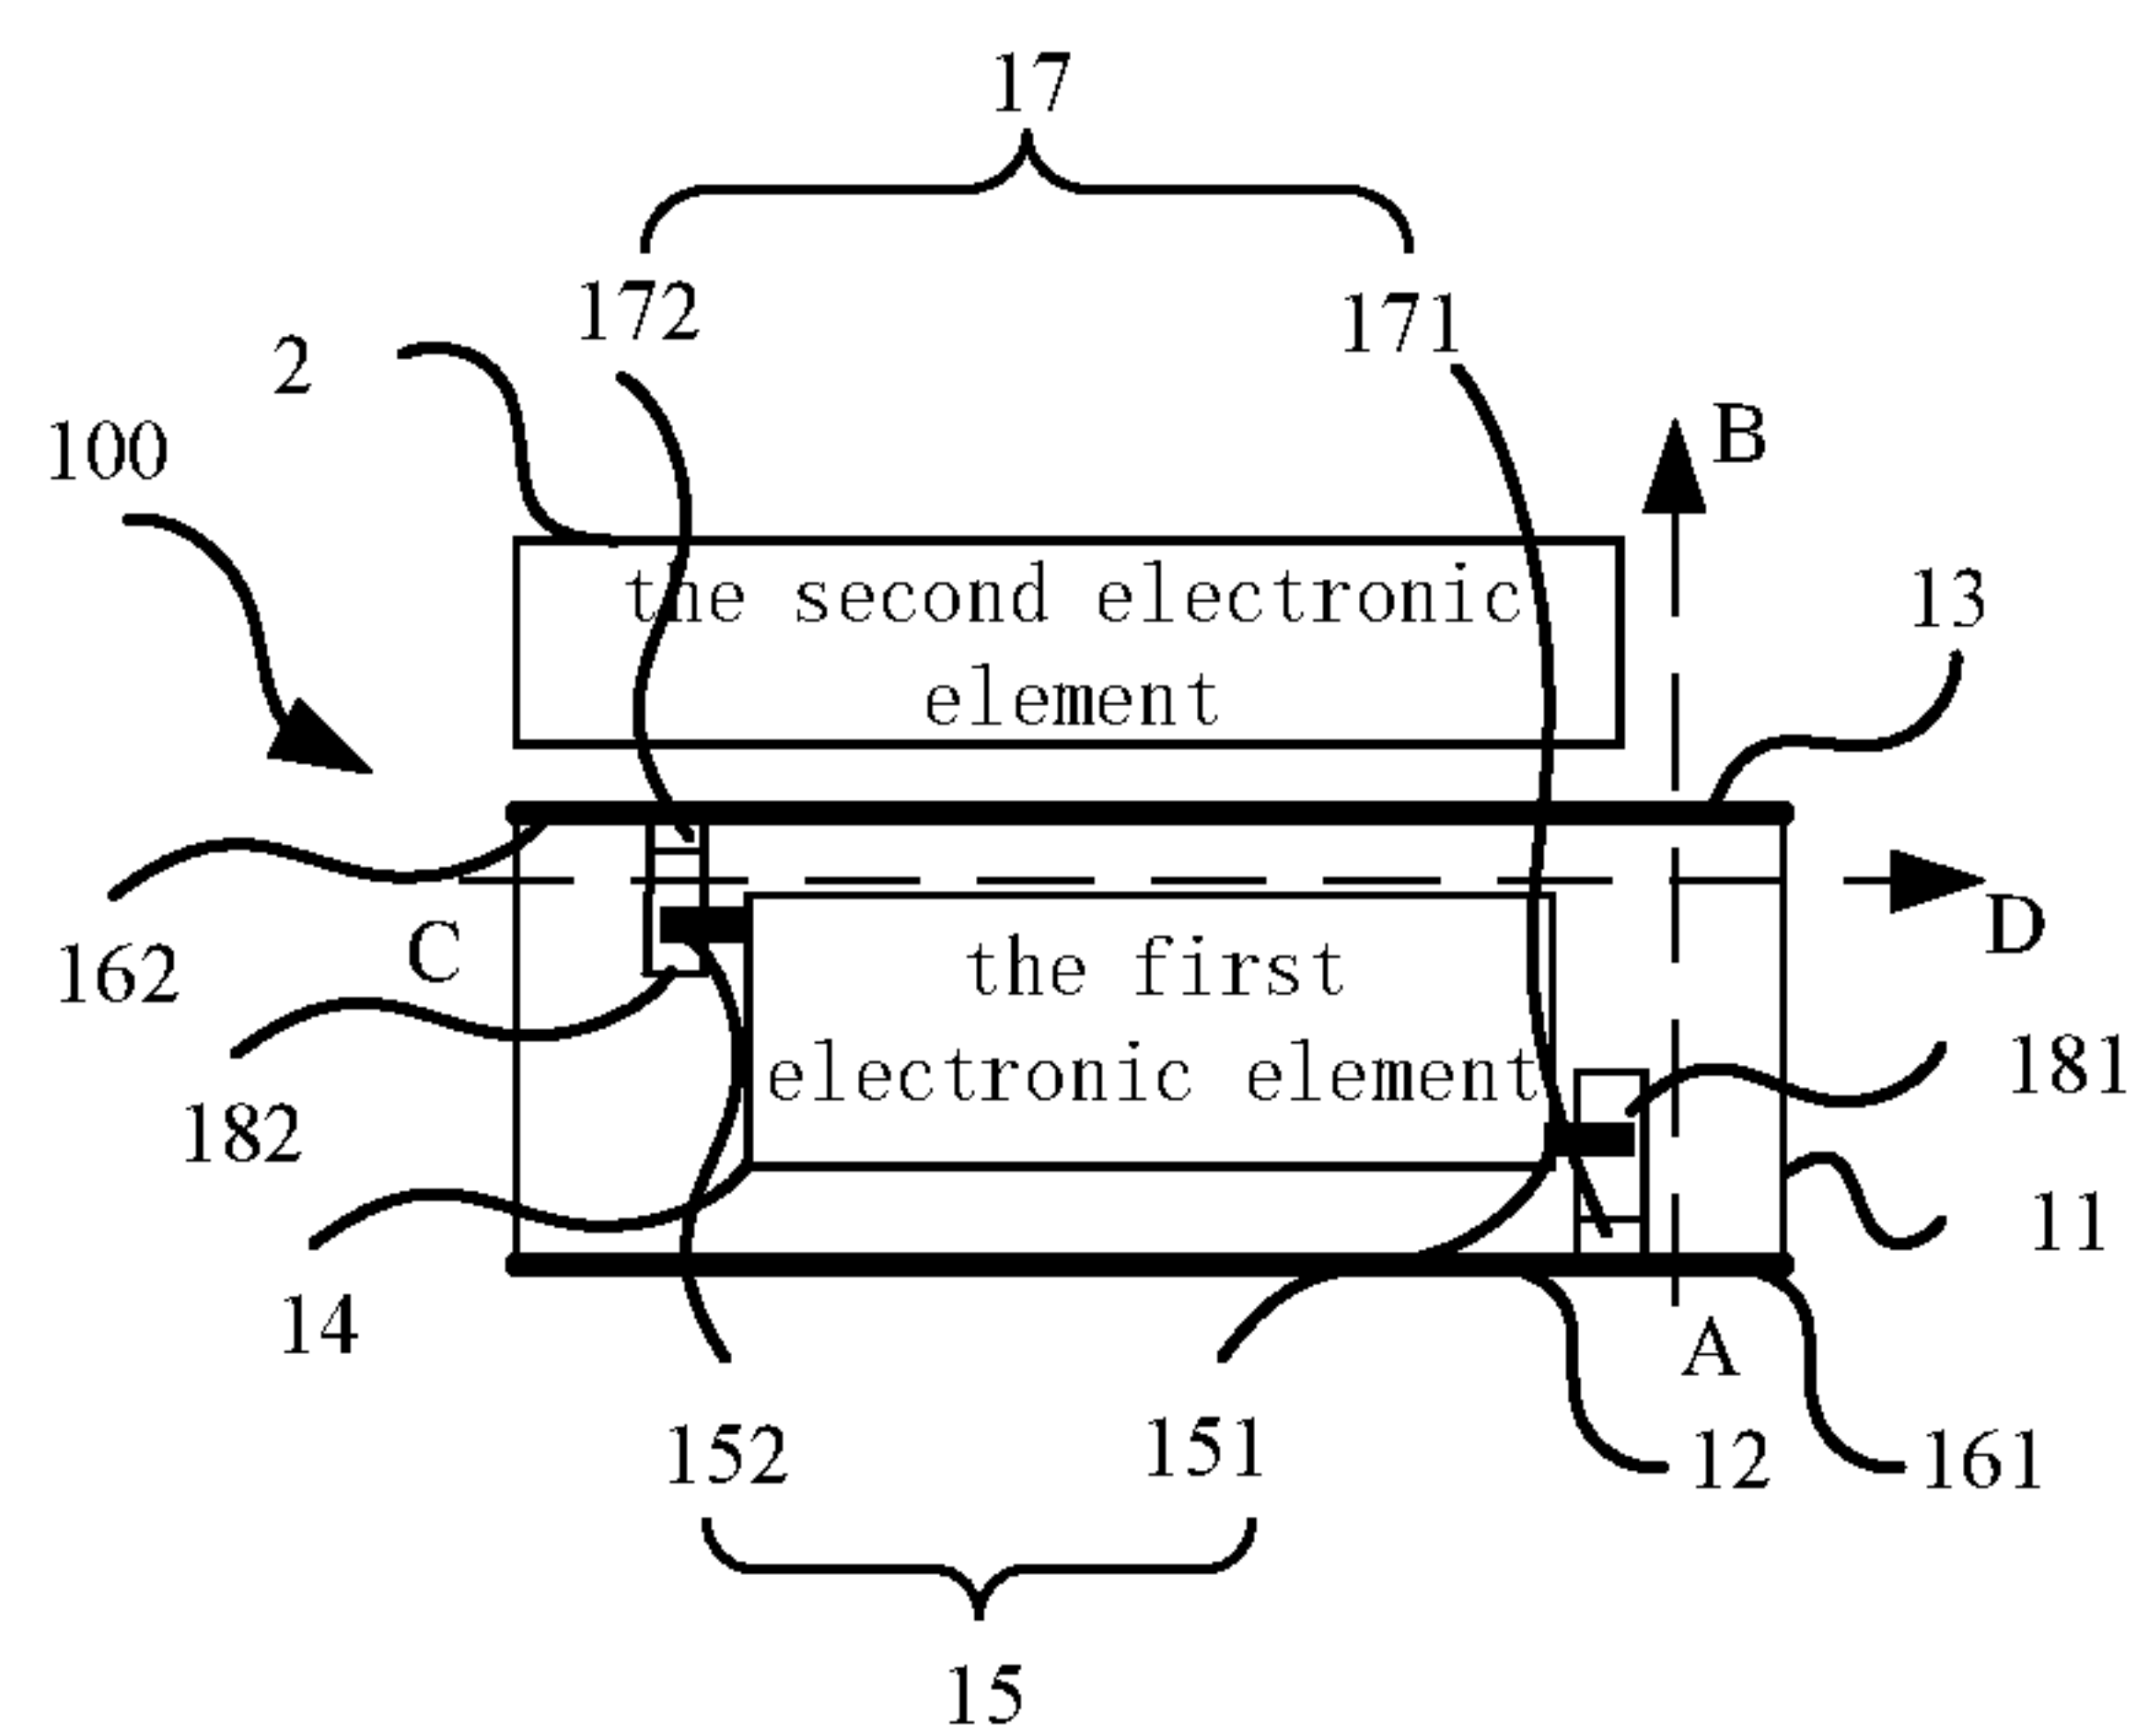 17
172
171
2
B
100
the second electronic
element
13
162
C
the first
D
electronic element
181
182
11
14
A
152
151
12
161
15